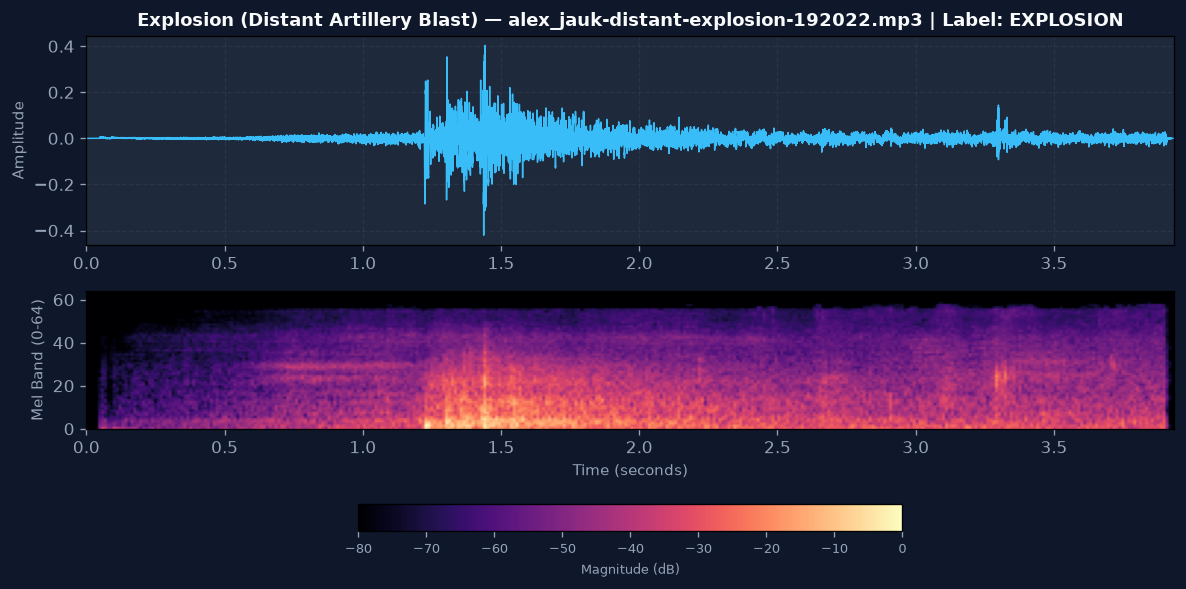 Explosion (Distant Artillery Blast) — alex_jauk-distant-explosion-192022.mp3 | Label: EXPLOSION
Amplitude
0.4
0.2
0.0
−0.2
−0.4
0.0 0.5 1.0 1.5 2.0 2.5 3.0 3.5
Mel Band (0-64)
60
40
20
0
0.0 0.5 1.0 1.5 2.0 2.5 3.0 3.5
Time (seconds)
−80 −70 −60 −50 −40 −30 −20 −10 0
Magnitude (dB)